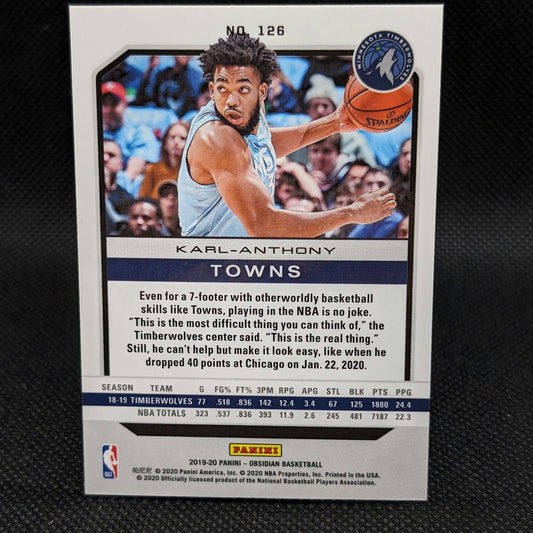 NO. 126
MINNESOTA TIMBERWOLVES
SPALDING
KARL-ANTHONY
TOWNS
Even for a 7-footer with otherworldly basketball
skills like Towns, playing in the NBA is no joke.
“This is the most difficult thing you can think of,” the
Timberwolves center said. “This is the real thing.”
Still, he can’t help but make it look easy, like when he
dropped 40 points at Chicago on Jan. 22, 2020.
SEASON TEAM G FG% FT% 3PM RPG APG STL BLK PTS PPG
18-19 TIMBERWOLVES 77 .518 .836 142 12.4 3.4 67 125 1880 24.4
NBA TOTALS 323 .537 .836 393 11.9 2.6 245 481 7187 22.3
PANINI
2019-20 PANINI – OBSIDIAN BASKETBALL
帕尼尼 © 2020 Panini America, Inc. © 2020 NBA Properties, Inc. Printed in the USA.
© 2020 Officially licensed product of the National Basketball Players Association.
NBA